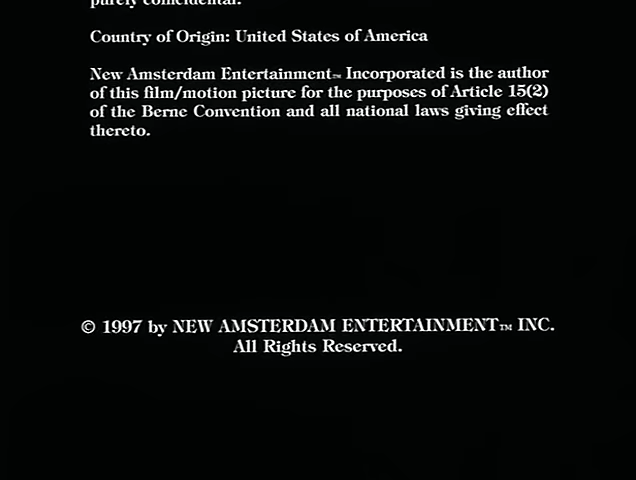 purely coincidental.
Country of Origin: United States of America
New Amsterdam Entertainment™ Incorporated is the author
of this film/motion picture for the purposes of Article 15(2)
of the Berne Convention and all national laws giving effect
thereto.
© 1997 by NEW AMSTERDAM ENTERTAINMENT™ INC.
All Rights Reserved.